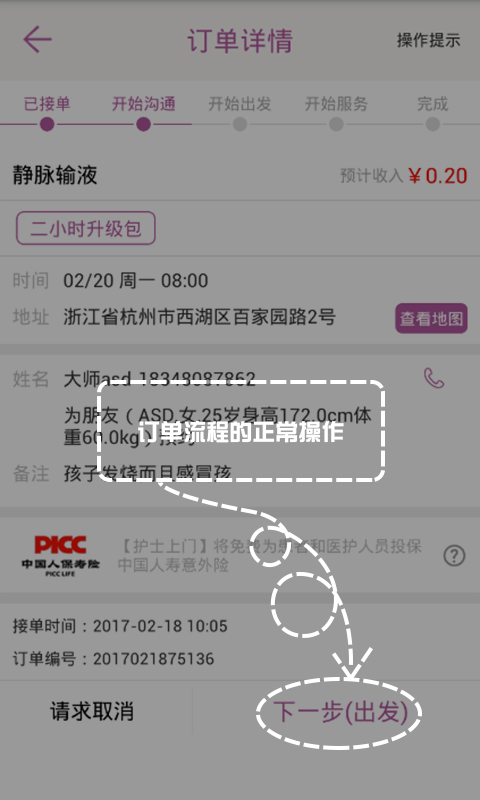 订单详情
操作提示
已接单 开始沟通 开始出发 开始服务 完成
静脉输液 预计收入 ¥0.20
二小时升级包
时间 02/20 周一 08:00
地址 浙江省杭州市西湖区百家园路2号 查看地图
姓名 大师asd 18348087862
为朋友（ASD,女,25岁身高172.0cm体
重60.0kg）预约
订单流程的正常操作
备注 孩子发烧而且感冒孩
PICC
中国人保寿险
PICC LIFE
【护士上门】将免费为患者和医护人员投保
中国人寿意外险
?
接单时间：2017-02-18 10:05
订单编号：2017021875136
请求取消 下一步(出发)